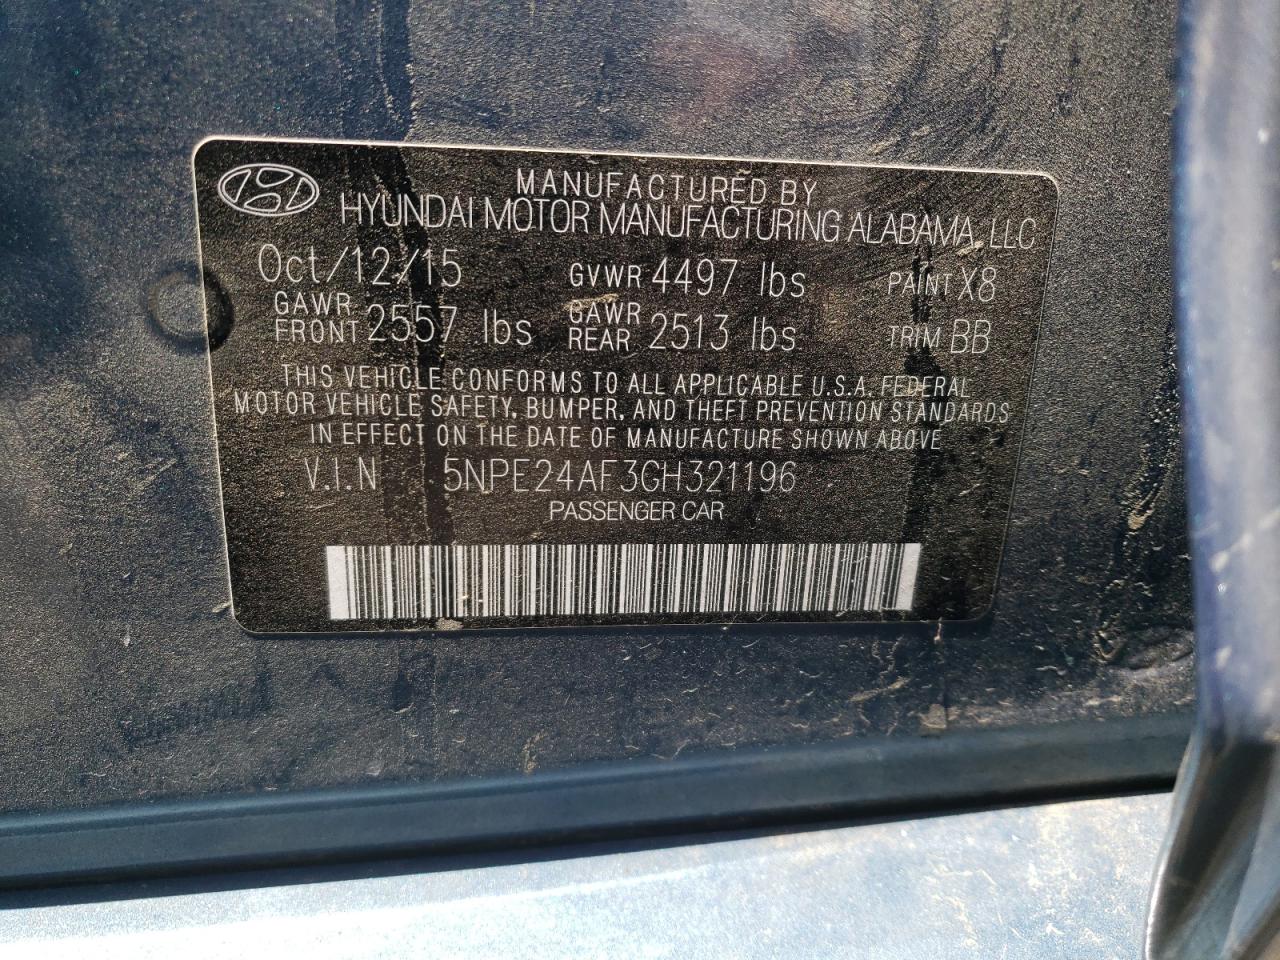 MANUFACTURED BY
HYUNDAI MOTOR MANUFACTURING ALABAMA, LLC
Oct/12/15 GVWR 4497 lbs PAINT X8
GAWR FRONT 2557 lbs GAWR REAR 2513 lbs TRIM BB
THIS VEHICLE CONFORMS TO ALL APPLICABLE U.S.A. FEDERAL
MOTOR VEHICLE SAFETY, BUMPER, AND THEFT PREVENTION STANDARDS
IN EFFECT ON THE DATE OF MANUFACTURE SHOWN ABOVE
V.I.N 5NPE24AF3GH321196
PASSENGER CAR